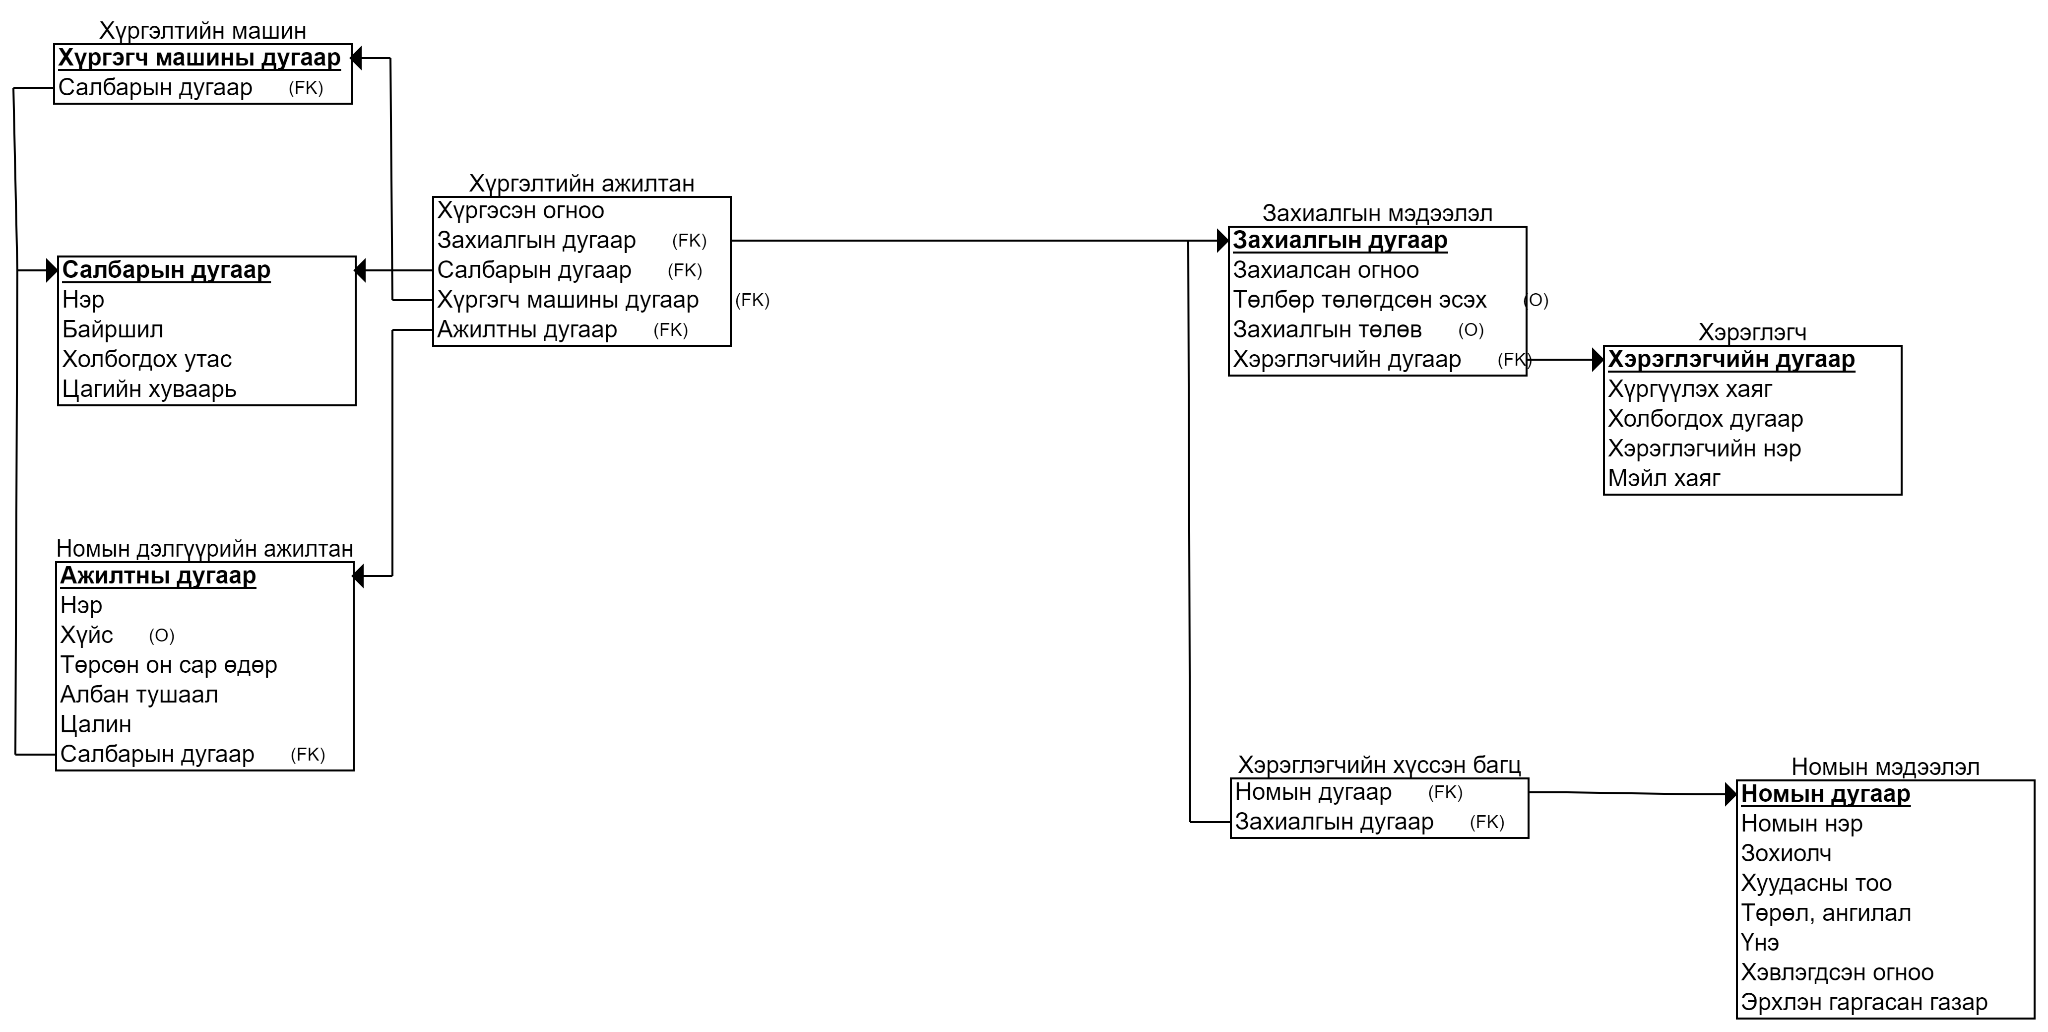 Хүргэлтийн машин
Хүргэгч машины дугаар
Салбарын дугаар (FK)
Салбарын дугаар
Нэр
Байршил
Холбогдох утас
Цагийн хуваарь
Номын дэлгүүрийн ажилтан
Ажилтны дугаар
Нэр
Хүйс (O)
Төрсөн он сар өдөр
Албан тушаал
Цалин
Салбарын дугаар (FK)
Хүргэлтийн ажилтан
Хүргэсэн огноо
Захиалгын дугаар (FK)
Салбарын дугаар (FK)
Хүргэгч машины дугаар (FK)
Ажилтны дугаар (FK)
Захиалгын мэдээлэл
Захиалгын дугаар
Захиалсан огноо
Төлбөр төлөгдсөн эсэх (O)
Захиалгын төлөв (O)
Хэрэглэгчийн дугаар (FK)
Хэрэглэгч
Хэрэглэгчийн дугаар
Хүргүүлэх хаяг
Холбогдох дугаар
Хэрэглэгчийн нэр
Мэйл хаяг
Хэрэглэгчийн хүссэн багц
Номын дугаар (FK)
Захиалгын дугаар (FK)
Номын мэдээлэл
Номын дугаар
Номын нэр
Зохиолч
Хуудасны тоо
Төрөл, ангилал
Үнэ
Хэвлэгдсэн огноо
Эрхлэн гаргасан газар